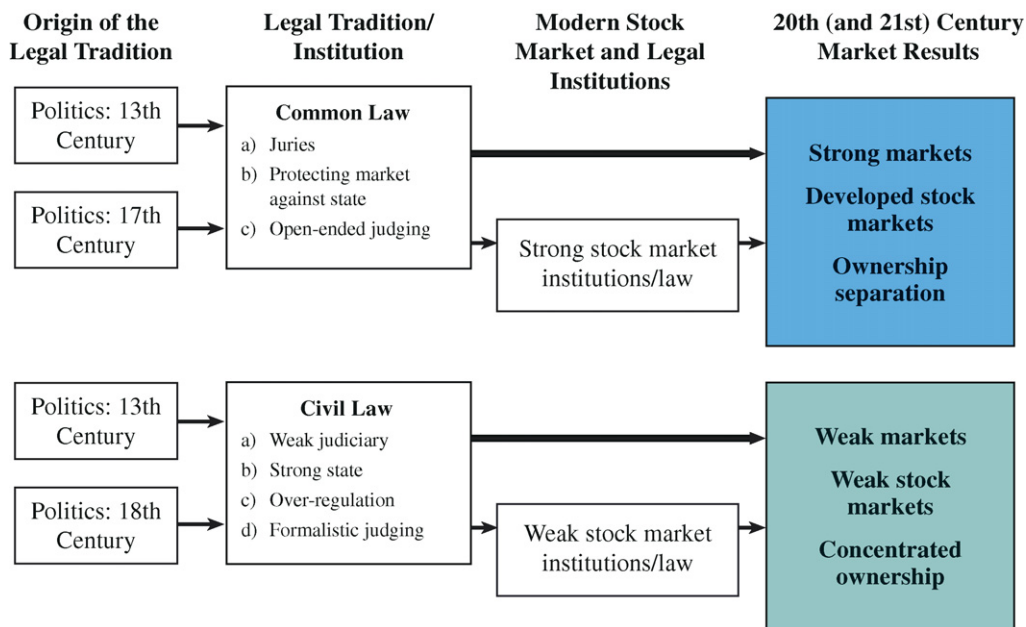 Origin of the
Legal Tradition
Legal Tradition/
Institution
Modern Stock
Market and Legal
Institutions
20th (and 21st) Century
Market Results
Politics: 13th
Century
Politics: 17th
Century
Common Law
a) Juries
b) Protecting market
against state
c) Open-ended judging
Strong stock market
institutions/law
Strong markets
Developed stock
markets
Ownership
separation
Politics: 13th
Century
Politics: 18th
Century
Civil Law
a) Weak judiciary
b) Strong state
c) Over-regulation
d) Formalistic judging
Weak stock market
institutions/law
Weak markets
Weak stock
markets
Concentrated
ownership